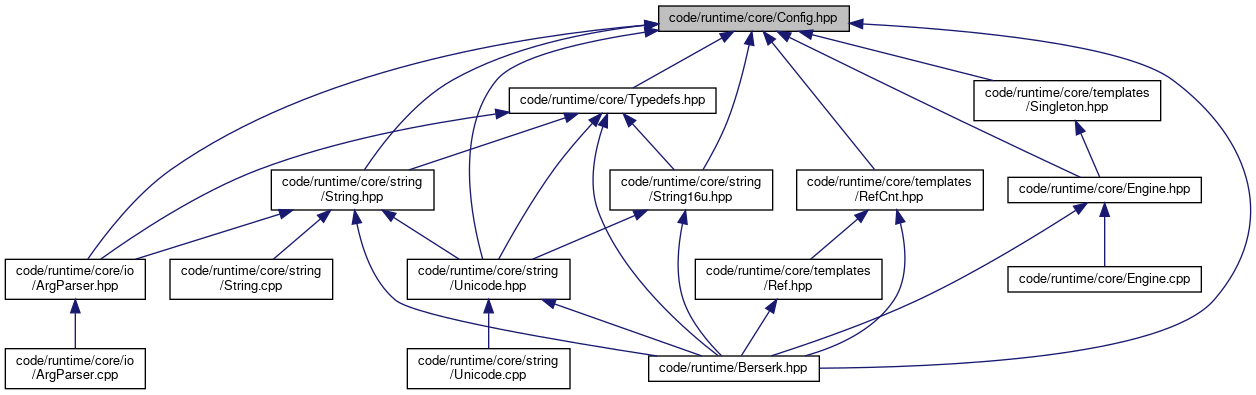 code/runtime/core/Config.hpp
code/runtime/core/Typedefs.hpp
code/runtime/core/templates
/Singleton.hpp
code/runtime/core/string
/String.hpp
code/runtime/core/string
/String16u.hpp
code/runtime/core/templates
/RefCnt.hpp
code/runtime/core/Engine.hpp
code/runtime/core/io
/ArgParser.hpp
code/runtime/core/string
/String.cpp
code/runtime/core/string
/Unicode.hpp
code/runtime/core/templates
/Ref.hpp
code/runtime/core/Engine.cpp
code/runtime/core/io
/ArgParser.cpp
code/runtime/core/string
/Unicode.cpp
code/runtime/Berserk.hpp